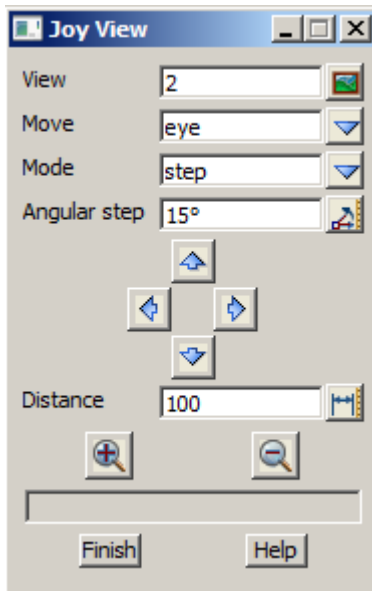 Joy View
View 2
Move eye
Mode step
Angular step 15°
Distance 100
Finish Help